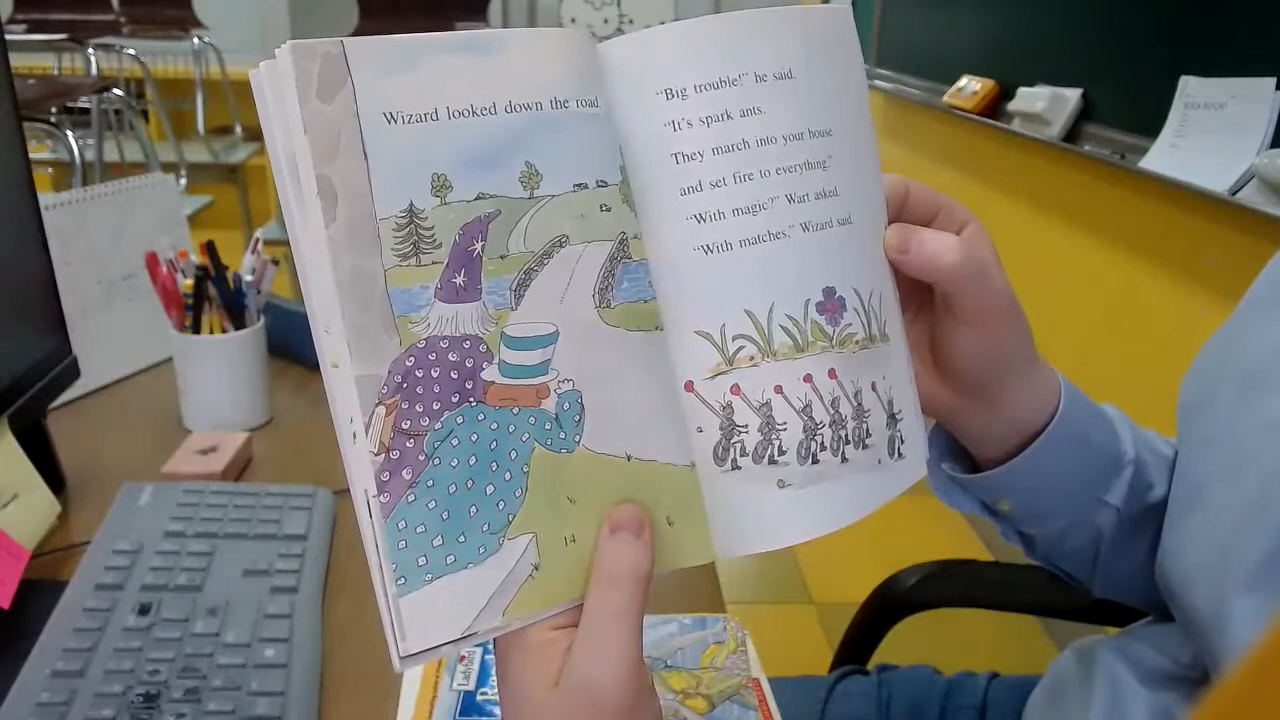 Wizard looked down the road
"Big trouble!" he said.
"It's spark ants.
They march into your house
and set fire to everything."
"With magic?" Wart asked.
"With matches," Wizard said.
14
Ladybird